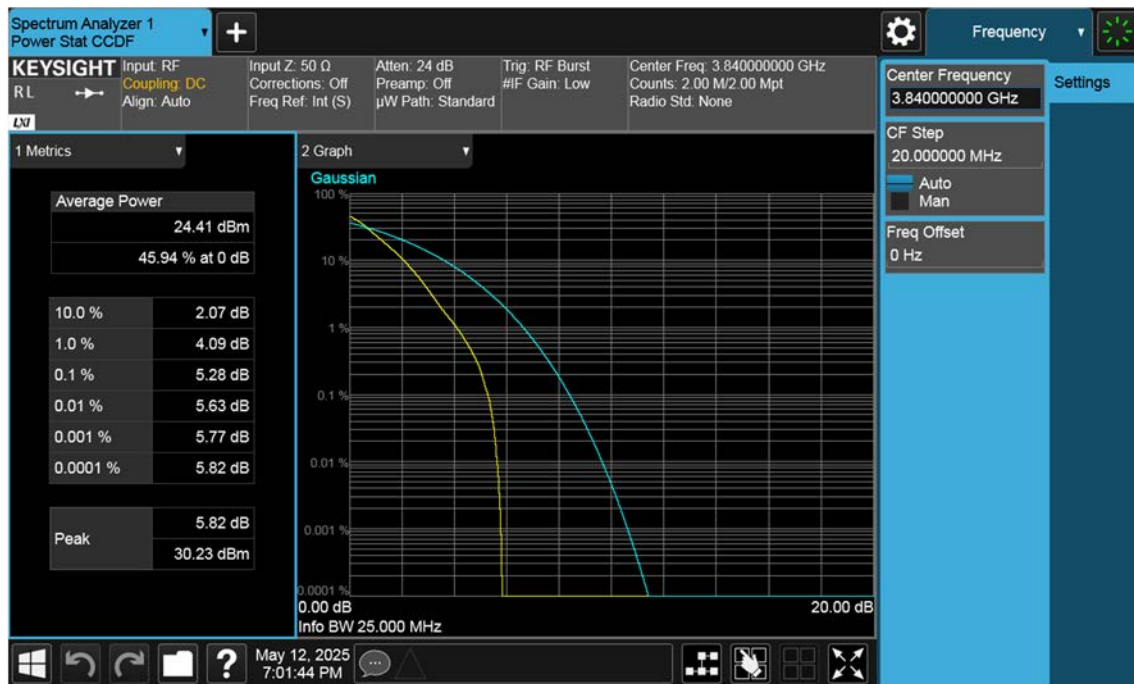 Spectrum Analyzer 1
Power Stat CCDF
+
Frequency
KEYSIGHT
RL
LXI
Input: RF
Coupling: DC
Align: Auto
Input Z: 50 Ω
Corrections: Off
Freq Ref: Int (S)
Atten: 24 dB
Preamp: Off
µW Path: Standard
Trig: RF Burst
#IF Gain: Low
Center Freq: 3.840000000 GHz
Counts: 2.00 M/2.00 Mpt
Radio Std: None
Center Frequency
3.840000000 GHz
Settings
CF Step
20.000000 MHz
Auto
Man
Freq Offset
0 Hz
1 Metrics
Average Power
24.41 dBm
45.94 % at 0 dB
10.0 % 2.07 dB
1.0 % 4.09 dB
0.1 % 5.28 dB
0.01 % 5.63 dB
0.001 % 5.77 dB
0.0001 % 5.82 dB
Peak
5.82 dB
30.23 dBm
2 Graph
Gaussian
100 %
10 %
1 %
0.1 %
0.01 %
0.001 %
0.0001 %
0.00 dB 20.00 dB
Info BW 25.000 MHz
?
May 12, 2025
7:01:44 PM